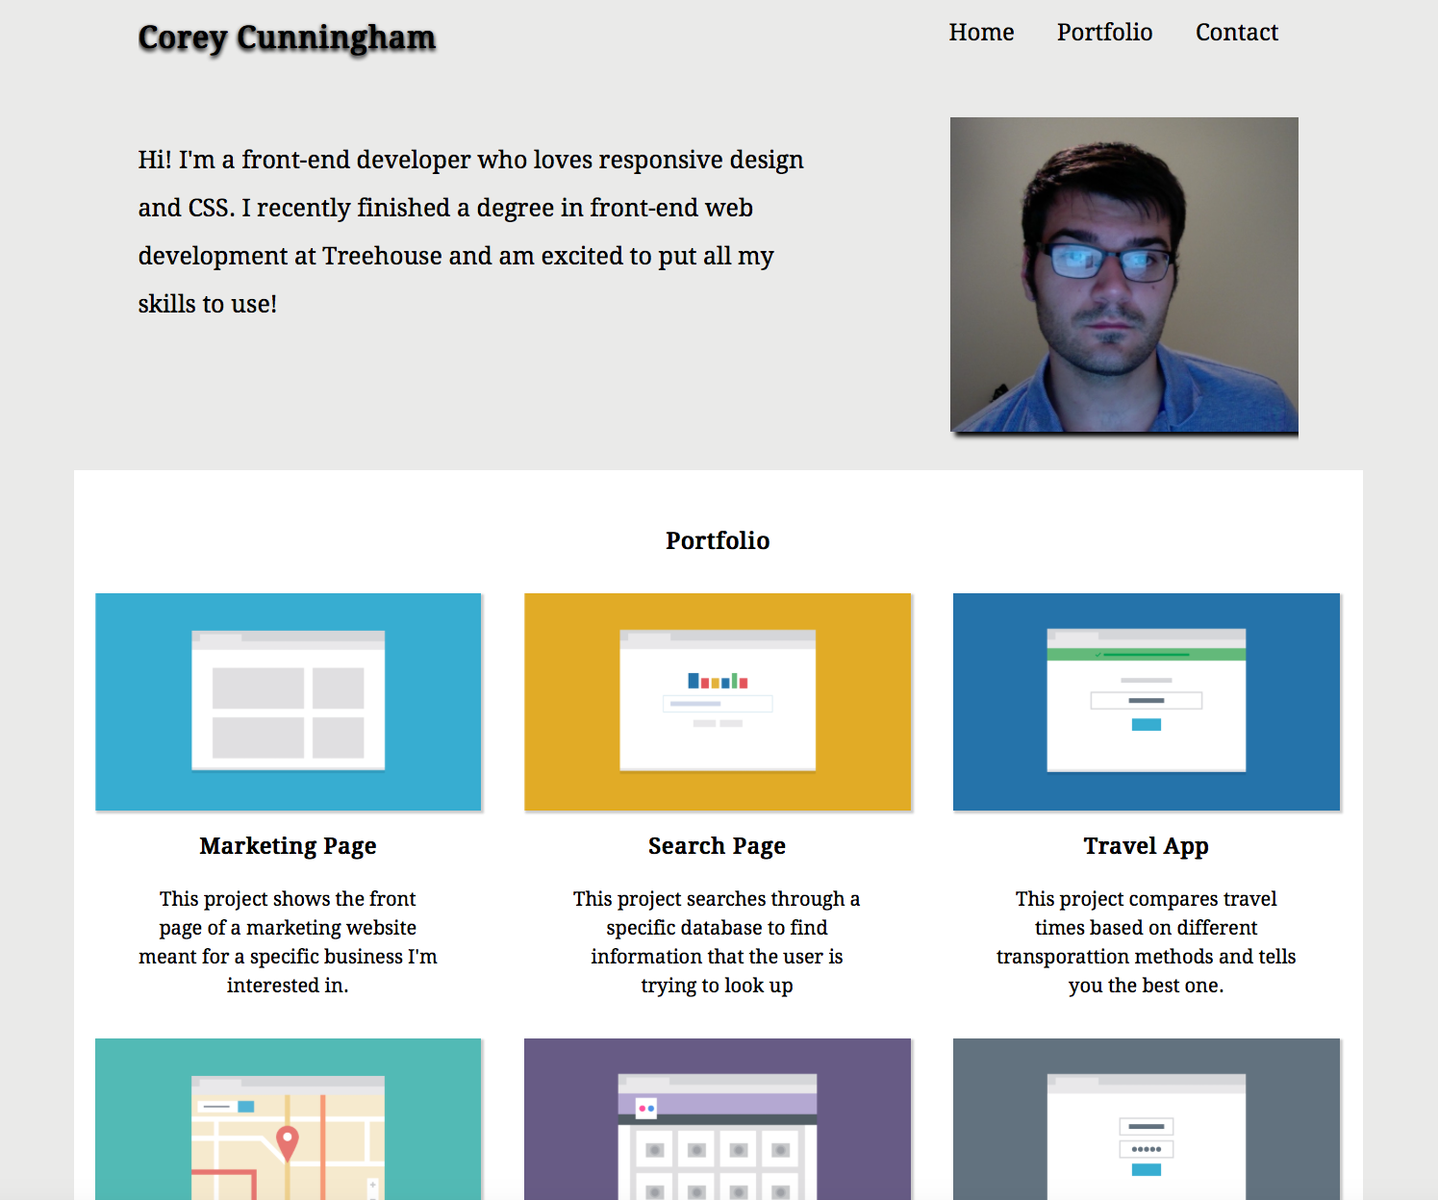 Corey Cunningham
Home Portfolio Contact
Hi! I'm a front-end developer who loves responsive design
and CSS. I recently finished a degree in front-end web
development at Treehouse and am excited to put all my
skills to use!
Portfolio
Marketing Page
This project shows the front
page of a marketing website
meant for a specific business I'm
interested in.
Search Page
This project searches through a
specific database to find
information that the user is
trying to look up
Travel App
This project compares travel
times based on different
transporattion methods and tells
you the best one.